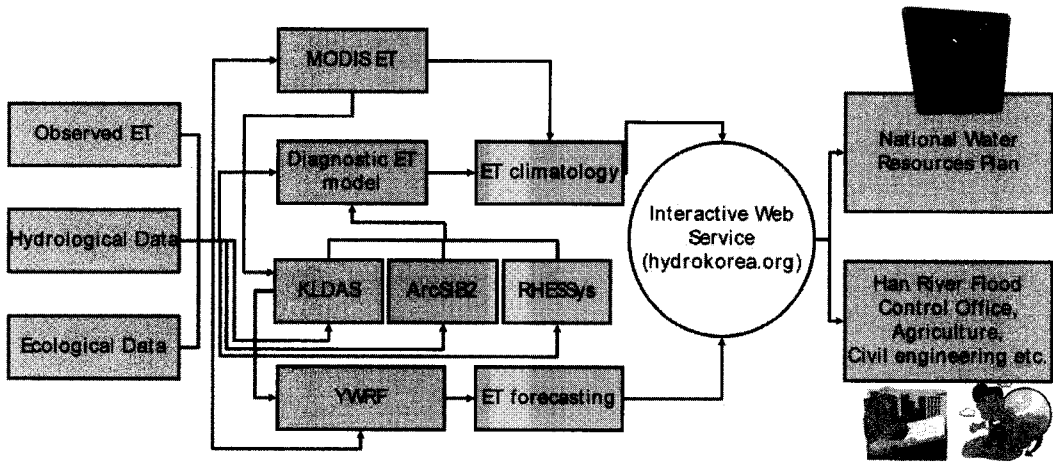 Observed ET
Hydrological Data
Ecological Data
MODIS ET
Diagnostic ET
model
ET climatology
KLDAS
ArcSIB2
RHESSys
YWRF
ET forecasting
Interactive Web
Service
(hydrokorea.org)
National Water
Resources Plan
Han River Flood
Control Office,
Agriculture,
Civil engineering etc.